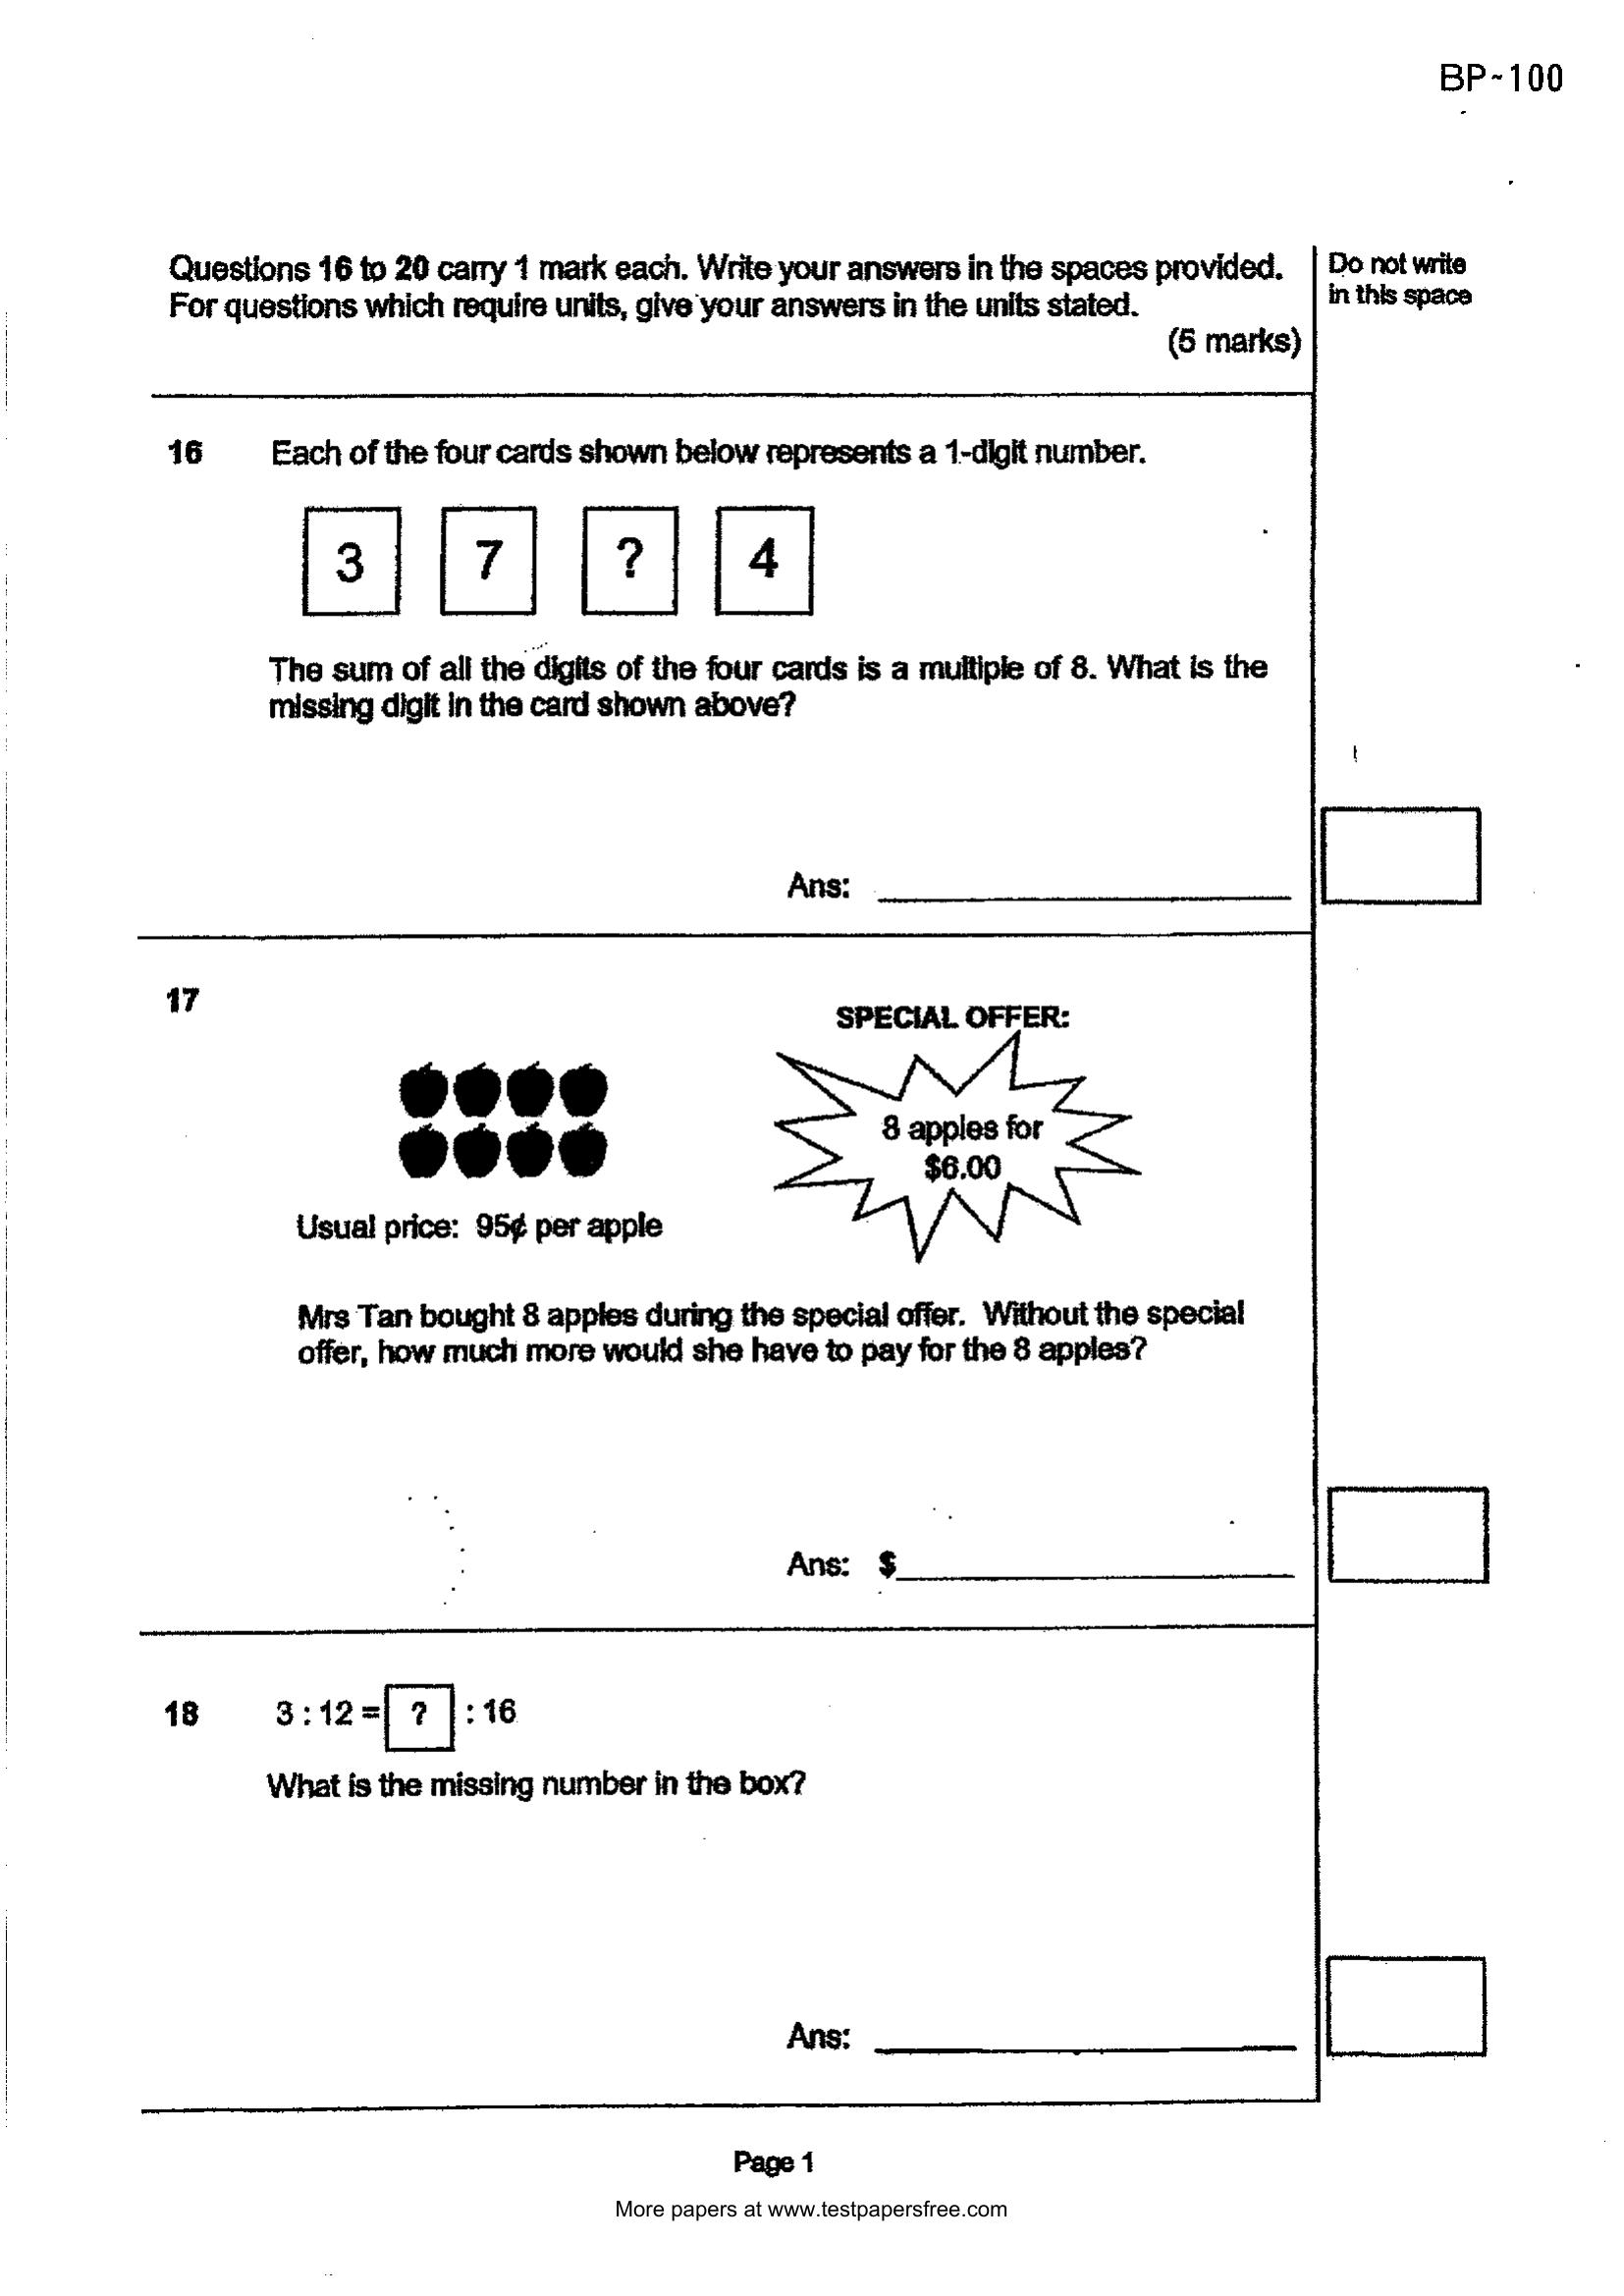 BP~100
Questions 16 to 20 carry 1 mark each. Write your answers in the spaces provided.
For questions which require units, give your answers in the units stated.
(5 marks)
Do not write
in this space
16 Each of the four cards shown below represents a 1-digit number.
3 7 ? 4
The sum of all the digits of the four cards is a multiple of 8. What is the
missing digit in the card shown above?
Ans:
17
SPECIAL OFFER:
8 apples for
$6.00
Usual price: 95¢ per apple
Mrs Tan bought 8 apples during the special offer. Without the special
offer, how much more would she have to pay for the 8 apples?
Ans: $
18 3 : 12 = ? : 16
What is the missing number in the box?
Ans:
Page 1
More papers at www.testpapersfree.com